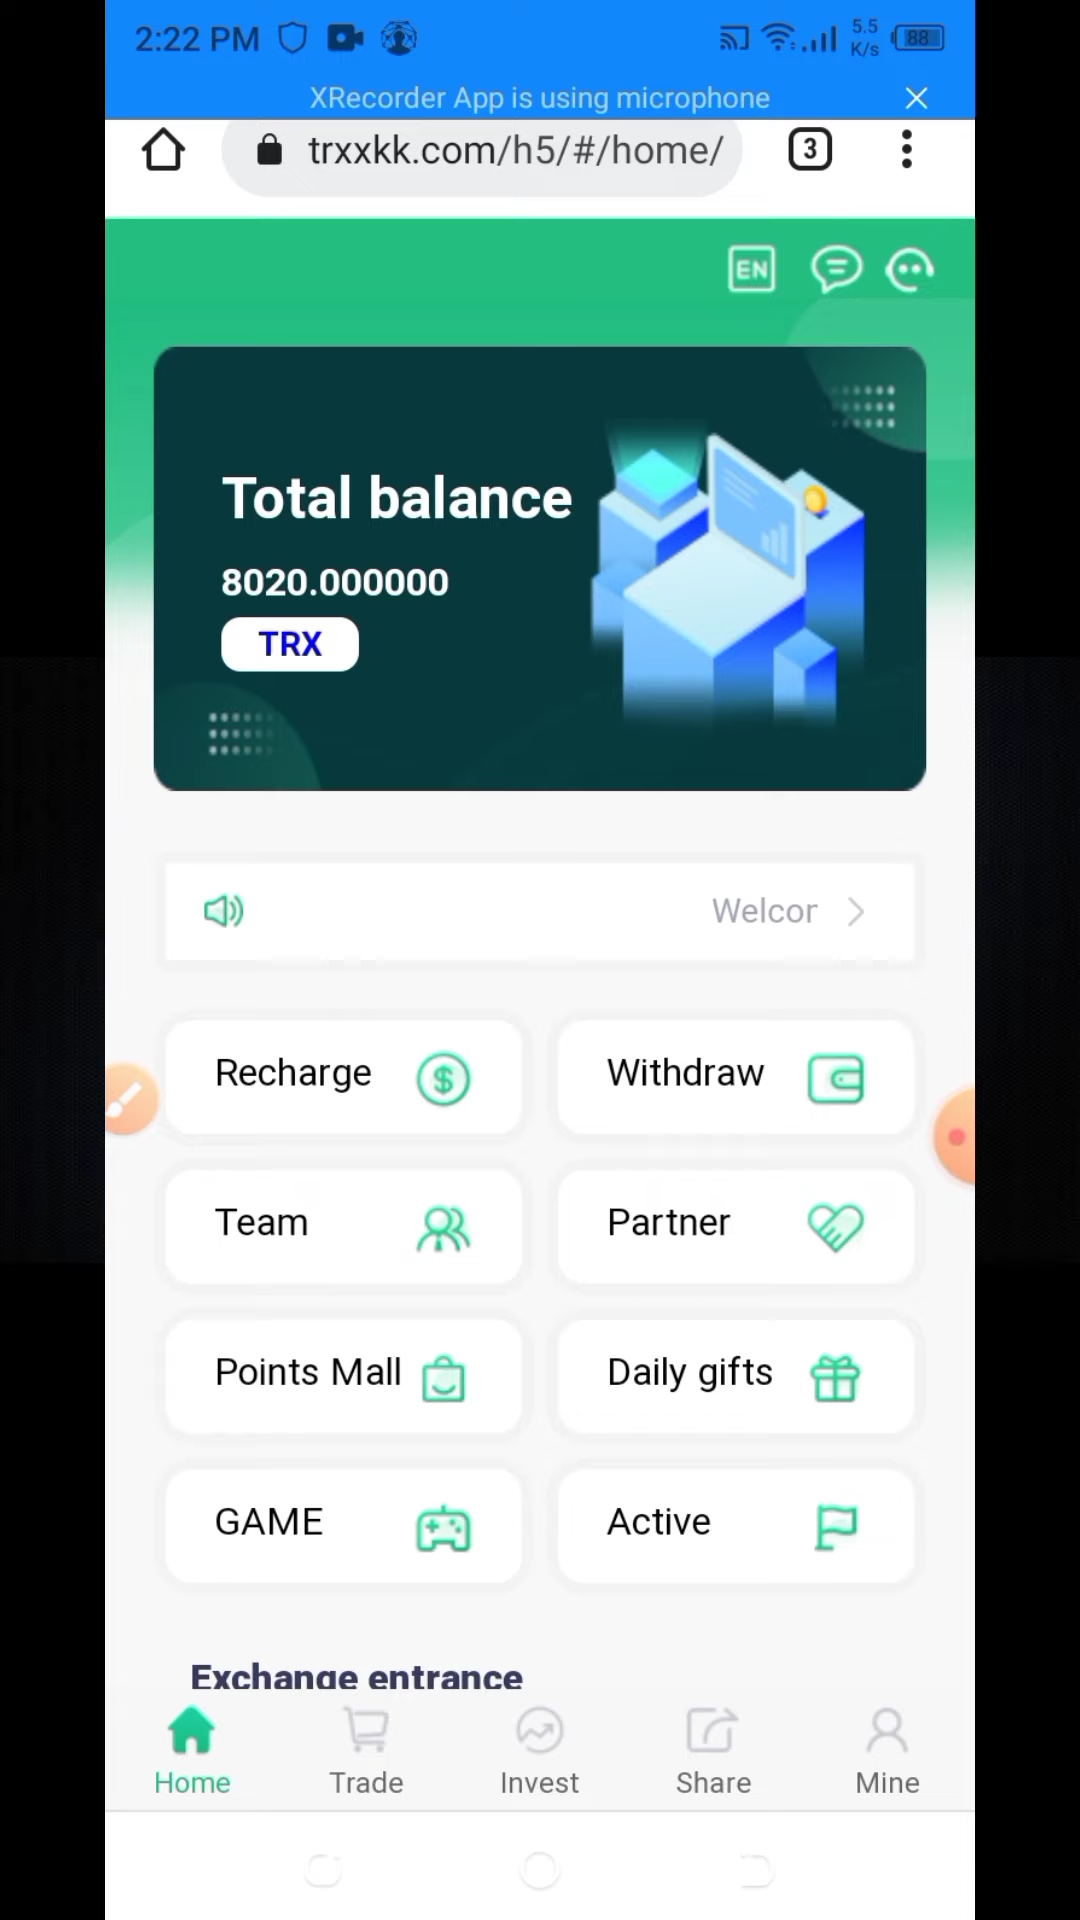 2:22 PM
5.5
K/s
88
XRecorder App is using microphone
trxxkk.com/h5/#/home/
3
EN
Total balance
8020.000000
TRX
Welcor
Recharge
Withdraw
Team
Partner
Points Mall
Daily gifts
GAME
Active
Exchange entrance
Home
Trade
Invest
Share
Mine